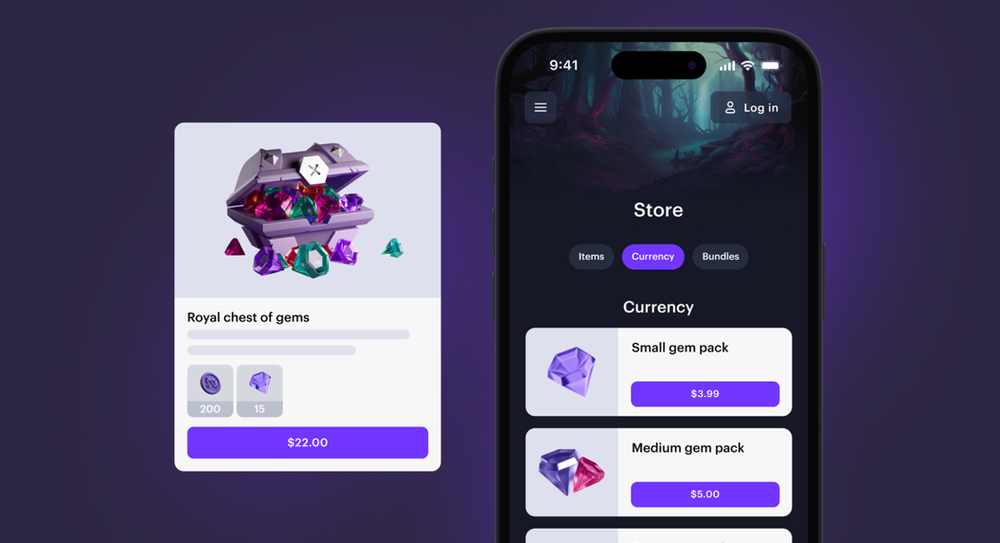 Royal chest of gems
200
15
$22.00
9:41
Log in
Store
Items
Currency
Bundles
Currency
Small gem pack
$3.99
Medium gem pack
$5.00